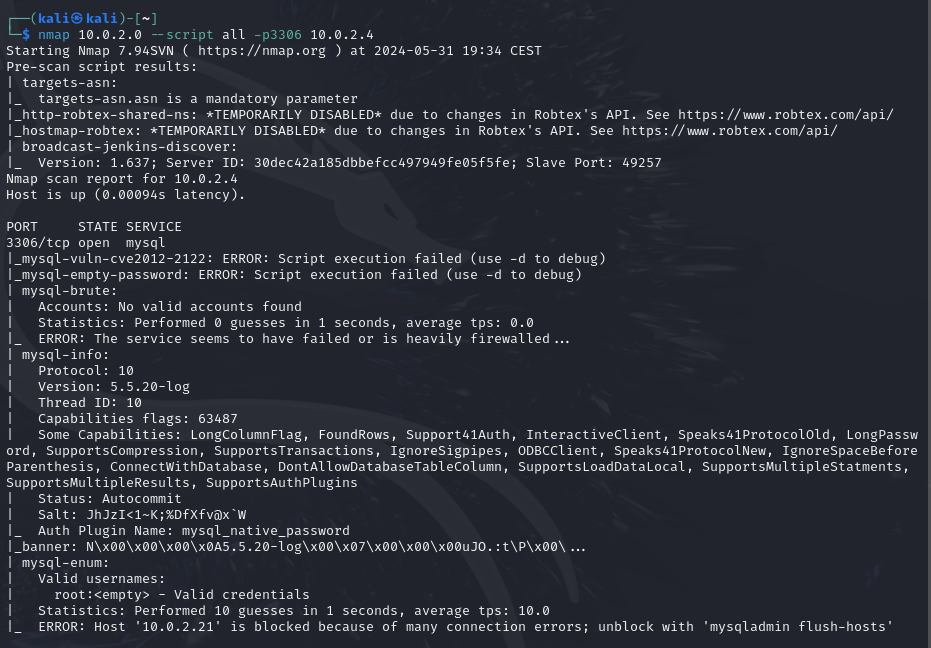 ┌──(kali㉿kali)-[~]
└─$ nmap 10.0.2.0 --script all -p3306 10.0.2.4
Starting Nmap 7.94SVN ( https://nmap.org ) at 2024-05-31 19:34 CEST
Pre-scan script results:
| targets-asn:
|_  targets-asn.asn is a mandatory parameter
|_http-robtex-shared-ns: *TEMPORARILY DISABLED* due to changes in Robtex's API. See https://www.robtex.com/api/
|_hostmap-robtex: *TEMPORARILY DISABLED* due to changes in Robtex's API. See https://www.robtex.com/api/
| broadcast-jenkins-discover:
|_  Version: 1.637; Server ID: 30dec42a185dbbefcc497949fe05f5fe; Slave Port: 49257
Nmap scan report for 10.0.2.4
Host is up (0.00094s latency).

PORT     STATE SERVICE
3306/tcp open  mysql
|_mysql-vuln-cve2012-2122: ERROR: Script execution failed (use -d to debug)
|_mysql-empty-password: ERROR: Script execution failed (use -d to debug)
| mysql-brute:
|   Accounts: No valid accounts found
|   Statistics: Performed 0 guesses in 1 seconds, average tps: 0.0
|_  ERROR: The service seems to have failed or is heavily firewalled...
| mysql-info:
|   Protocol: 10
|   Version: 5.5.20-log
|   Thread ID: 10
|   Capabilities flags: 63487
|   Some Capabilities: LongColumnFlag, FoundRows, Support41Auth, InteractiveClient, Speaks41ProtocolOld, LongPassw
ord, SupportsCompression, SupportsTransactions, IgnoreSigpipes, ODBCClient, Speaks41ProtocolNew, IgnoreSpaceBefore
Parenthesis, ConnectWithDatabase, DontAllowDatabaseTableColumn, SupportsLoadDataLocal, SupportsMultipleStatments,
SupportsMultipleResults, SupportsAuthPlugins
|   Status: Autocommit
|   Salt: JhJzI<1~K;%DfXfv@x`W
|_  Auth Plugin Name: mysql_native_password
|_banner: N\x00\x00\x00\x0A5.5.20-log\x00\x07\x00\x00\x00uJO.:t\P\x00\...
| mysql-enum:
|   Valid usernames:
|     root:<empty> - Valid credentials
|   Statistics: Performed 10 guesses in 1 seconds, average tps: 10.0
|_  ERROR: Host '10.0.2.21' is blocked because of many connection errors; unblock with 'mysqladmin flush-hosts'